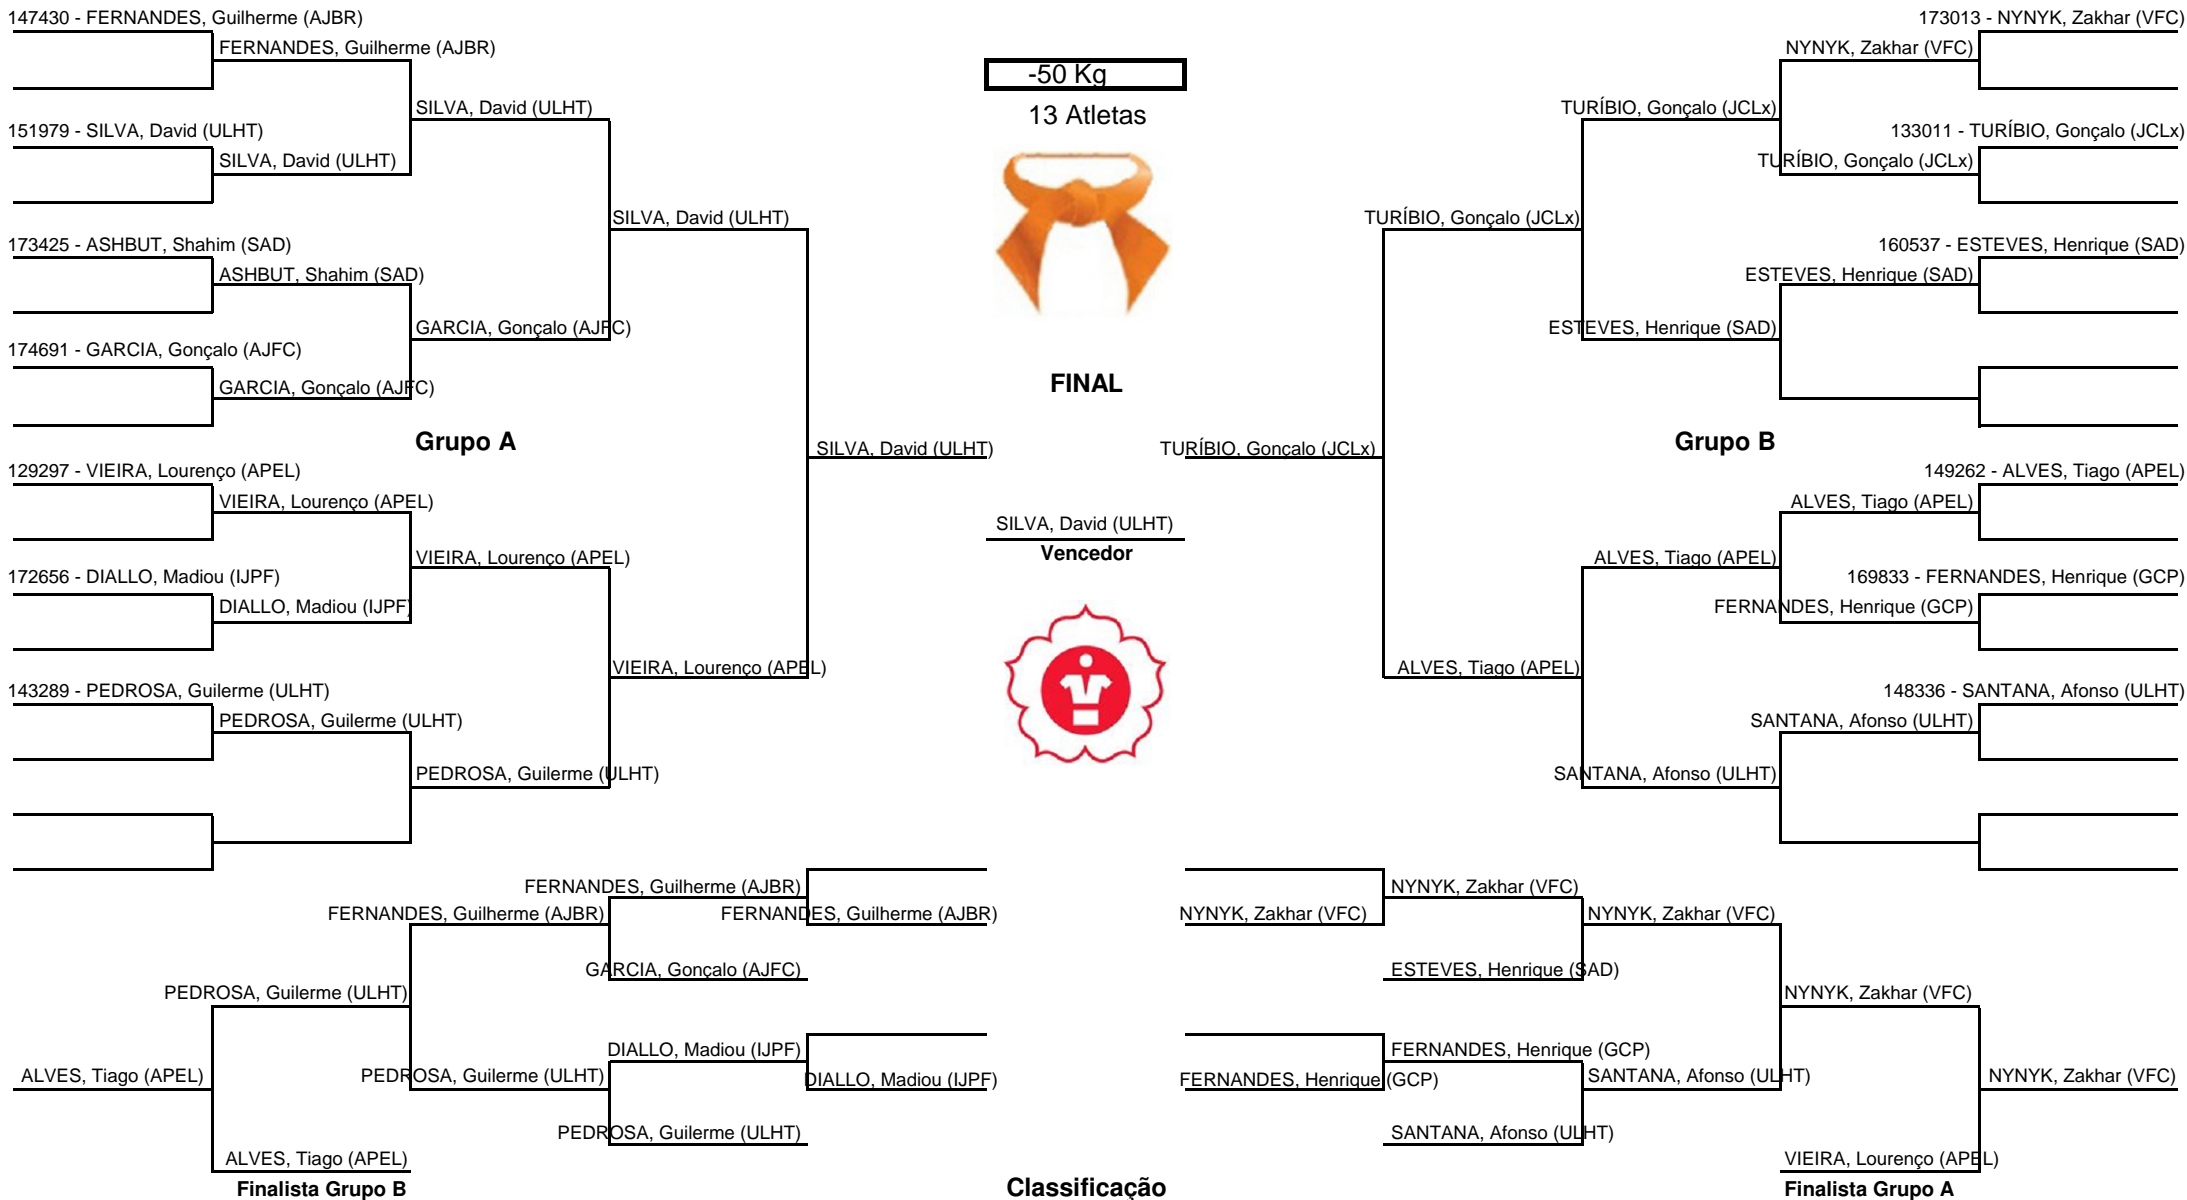 147430 - FERNANDES, Guilherme (AJBR)
FERNANDES, Guilherme (AJBR)
SILVA, David (ULHT)
151979 - SILVA, David (ULHT)
SILVA, David (ULHT)
SILVA, David (ULHT)
173425 - ASHBUT, Shahim (SAD)
ASHBUT, Shahim (SAD)
GARCIA, Gonçalo (AJFC)
174691 - GARCIA, Gonçalo (AJFC)
GARCIA, Gonçalo (AJFC)
Grupo A
SILVA, David (ULHT)
129297 - VIEIRA, Lourenço (APEL)
VIEIRA, Lourenço (APEL)
VIEIRA, Lourenço (APEL)
172656 - DIALLO, Madiou (IJPF)
DIALLO, Madiou (IJPF)
VIEIRA, Lourenço (APEL)
143289 - PEDROSA, Guilerme (ULHT)
PEDROSA, Guilerme (ULHT)
PEDROSA, Guilerme (ULHT)
-50 Kg
13 Atletas
FINAL
SILVA, David (ULHT)
Vencedor
173013 - NYNYK, Zakhar (VFC)
NYNYK, Zakhar (VFC)
TURÍBIO, Gonçalo (JCLx)
133011 - TURÍBIO, Gonçalo (JCLx)
TURÍBIO, Gonçalo (JCLx)
TURÍBIO, Gonçalo (JCLx)
160537 - ESTEVES, Henrique (SAD)
ESTEVES, Henrique (SAD)
ESTEVES, Henrique (SAD)
Grupo B
TURÍBIO, Gonçalo (JCLx)
149262 - ALVES, Tiago (APEL)
ALVES, Tiago (APEL)
ALVES, Tiago (APEL)
169833 - FERNANDES, Henrique (GCP)
FERNANDES, Henrique (GCP)
ALVES, Tiago (APEL)
148336 - SANTANA, Afonso (ULHT)
SANTANA, Afonso (ULHT)
SANTANA, Afonso (ULHT)
FERNANDES, Guilherme (AJBR)
FERNANDES, Guilherme (AJBR)
FERNANDES, Guilherme (AJBR)
GARCIA, Gonçalo (AJFC)
PEDROSA, Guilerme (ULHT)
DIALLO, Madiou (IJPF)
ALVES, Tiago (APEL)
PEDROSA, Guilerme (ULHT)
DIALLO, Madiou (IJPF)
PEDROSA, Guilerme (ULHT)
ALVES, Tiago (APEL)
Finalista Grupo B
Classificação
NYNYK, Zakhar (VFC)
NYNYK, Zakhar (VFC)
NYNYK, Zakhar (VFC)
ESTEVES, Henrique (SAD)
NYNYK, Zakhar (VFC)
FERNANDES, Henrique (GCP)
FERNANDES, Henrique (GCP)
SANTANA, Afonso (ULHT)
NYNYK, Zakhar (VFC)
SANTANA, Afonso (ULHT)
VIEIRA, Lourenço (APEL)
Finalista Grupo A